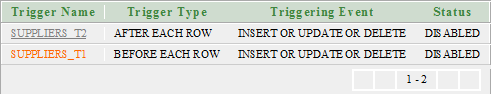 Trigger Name Trigger Type Triggering Event Status
SUPPLIERS_T2 AFTER EACH ROW INSERT OR UPDATE OR DELETE DISABLED
SUPPLIERS_T1 BEFORE EACH ROW INSERT OR UPDATE OR DELETE DISABLED
1 - 2